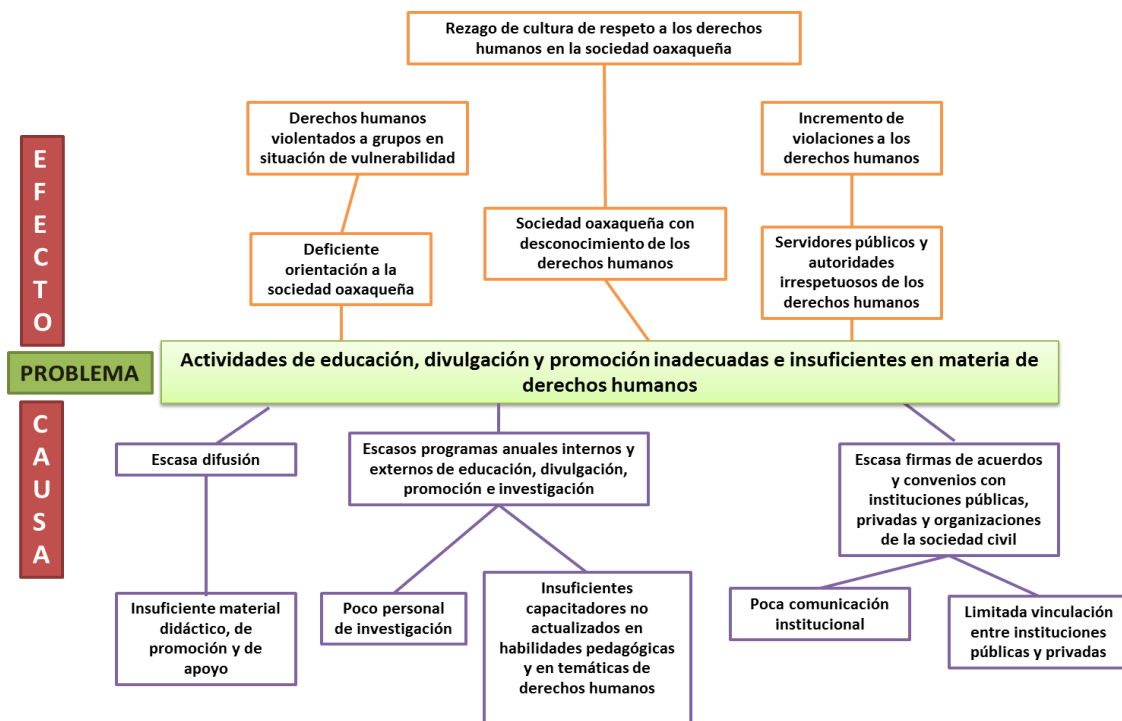 Rezago de cultura de respeto a los derechos
humanos en la sociedad oaxaqueña
Derechos humanos
violentados a grupos en
situación de vulnerabilidad
Incremento de
violaciones a los
derechos humanos
EFECTO
Deficiente
orientación a la
sociedad oaxaqueña
Sociedad oaxaqueña con
desconocimiento de los
derechos humanos
Servidores públicos y
autoridades
irrespetuosos de los
derechos humanos
PROBLEMA
Actividades de educación, divulgación y promoción inadecuadas e insuficientes en materia de
derechos humanos
CAUSA
Escasa difusión
Escasos programas anuales internos y
externos de educación, divulgación,
promoción e investigación
Escasa firmas de acuerdos
y convenios con
instituciones públicas,
privadas y organizaciones
de la sociedad civil
Insuficiente material
didáctico, de
promoción y de
apoyo
Poco personal
de investigación
Insuficientes
capacitadores no
actualizados en
habilidades pedagógicas
y en temáticas de
derechos humanos
Poca comunicación
institucional
Limitada vinculación
entre instituciones
públicas y privadas